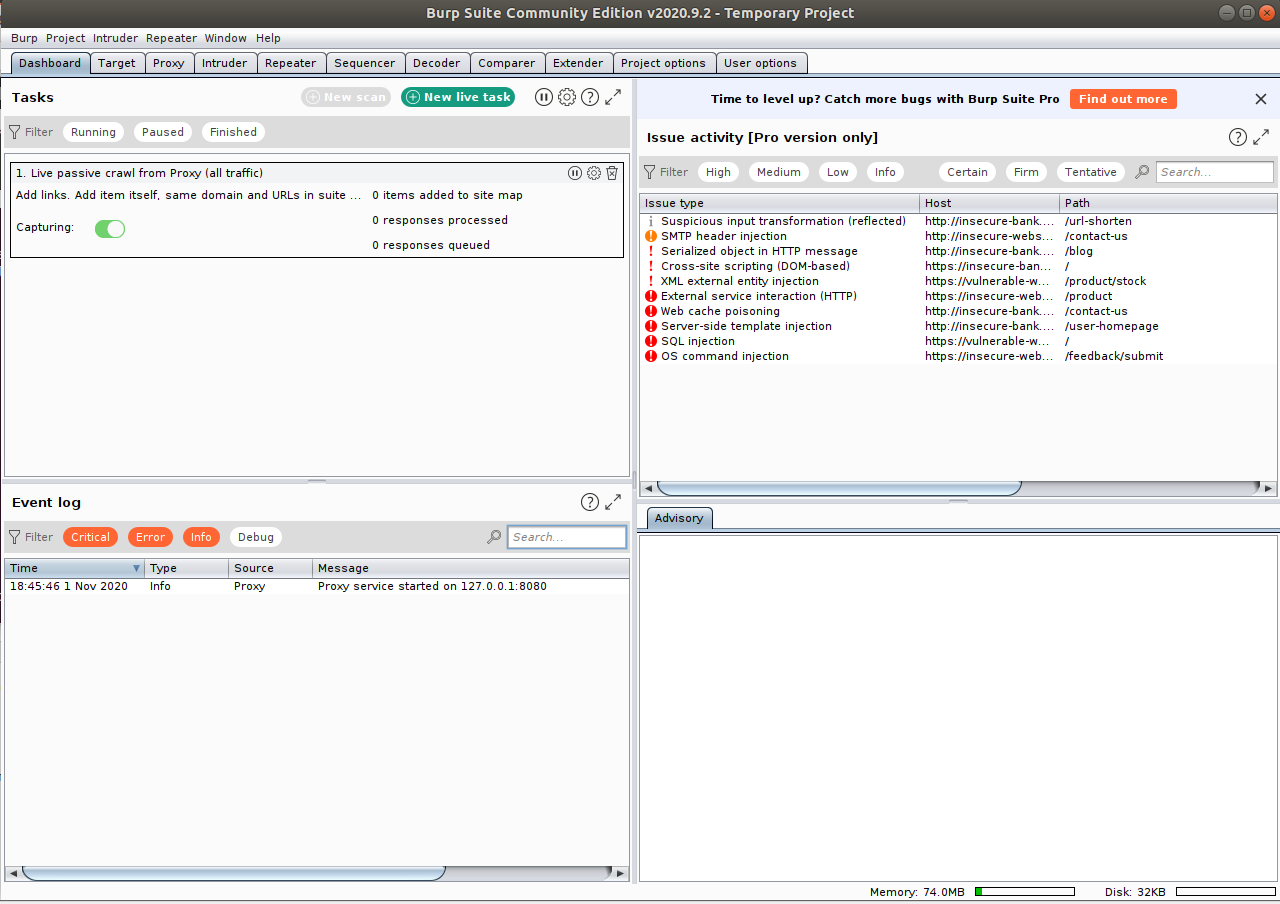 Burp Suite Community Edition v2020.9.2 - Temporary Project
Burp Project Intruder Repeater Window Help
Dashboard Target Proxy Intruder Repeater Sequencer Decoder Comparer Extender Project options User options
Tasks
New scan
New live task
Filter Running Paused Finished
1. Live passive crawl from Proxy (all traffic)
Add links. Add item itself, same domain and URLs in suite ...
0 items added to site map
0 responses processed
Capturing:
0 responses queued
Event log
Filter Critical Error Info Debug
Search...
Time Type Source Message
18:45:46 1 Nov 2020 Info Proxy Proxy service started on 127.0.0.1:8080
Time to level up? Catch more bugs with Burp Suite Pro
Find out more
Issue activity [Pro version only]
Filter High Medium Low Info Certain Firm Tentative
Search...
Issue type Host Path
Suspicious input transformation (reflected) http://insecure-bank.... /url-shorten
SMTP header injection http://insecure-webs... /contact-us
Serialized object in HTTP message http://insecure-bank.... /blog
Cross-site scripting (DOM-based) https://insecure-ban... /
XML external entity injection https://vulnerable-w... /product/stock
External service interaction (HTTP) https://insecure-web... /product
Web cache poisoning http://insecure-bank.... /contact-us
Server-side template injection http://insecure-bank.... /user-homepage
SQL injection https://vulnerable-w... /
OS command injection https://insecure-web... /feedback/submit
Advisory
Memory: 74.0MB
Disk: 32KB